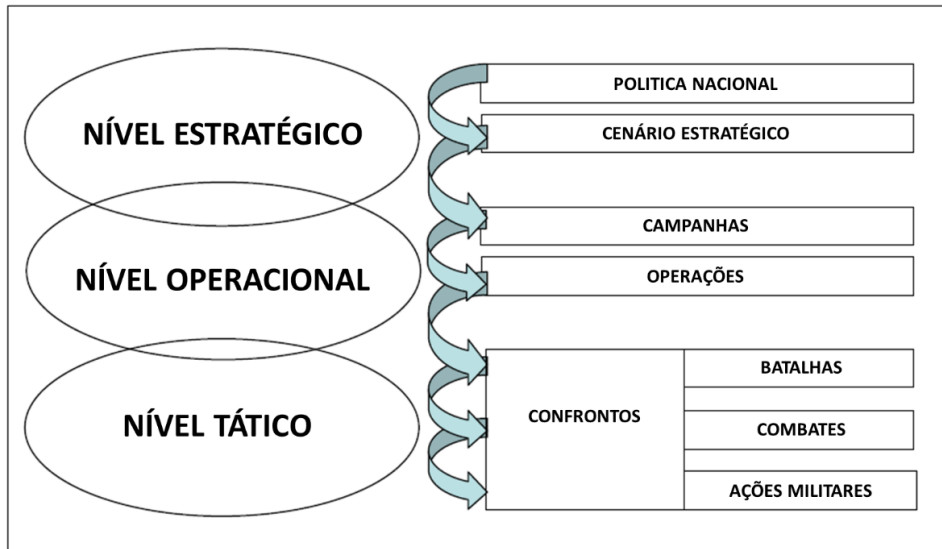 NÍVEL ESTRATÉGICO
POLITICA NACIONAL
CENÁRIO ESTRATÉGICO
NÍVEL OPERACIONAL
CAMPANHAS
OPERAÇÕES
NÍVEL TÁTICO
CONFRONTOS
BATALHAS
COMBATES
AÇÕES MILITARES